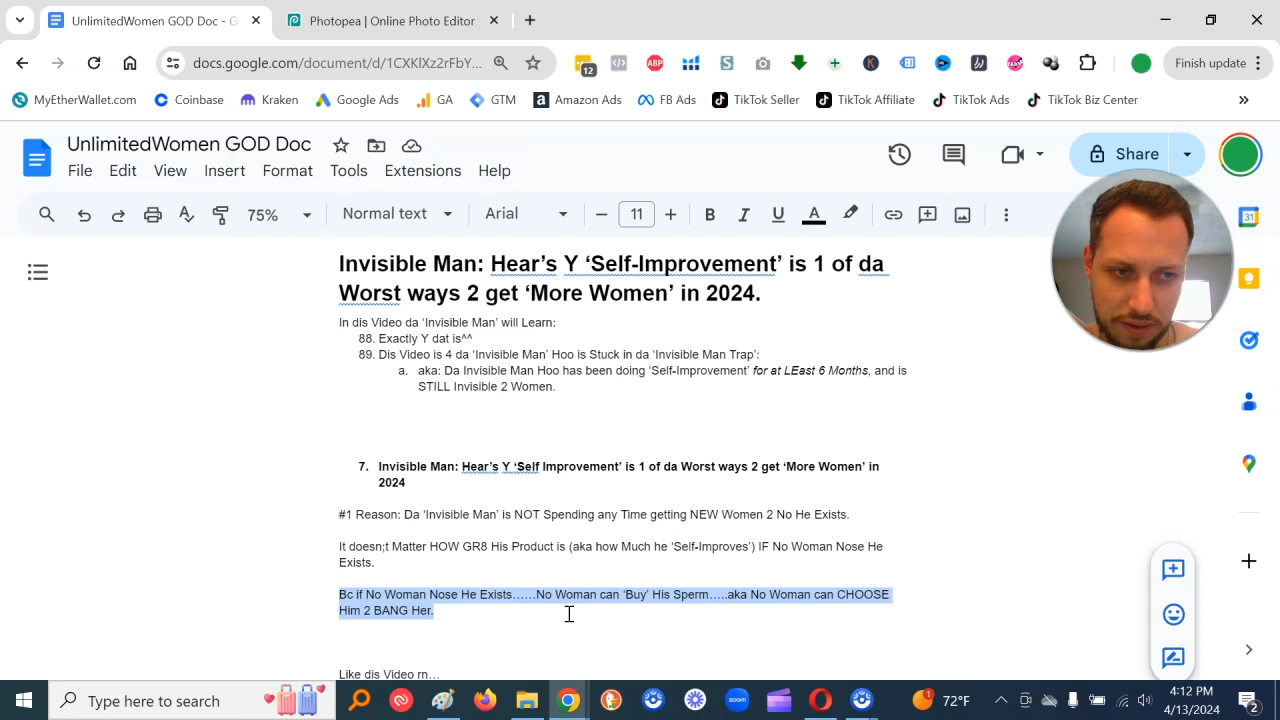 UnlimitedWomen GOD Doc - G
Photopea | Online Photo Editor
docs.google.com/document/d/1CXKlXz2rFbY...
12
ABP
Finish update
MyEtherWallet.com
Coinbase
Kraken
Google Ads
GA
GTM
Amazon Ads
FB Ads
TikTok Seller
TikTok Affiliate
TikTok Ads
TikTok Biz Center
UnlimitedWomen GOD Doc
File Edit View Insert Format Tools Extensions Help
Share
75% Normal text Arial 11 B I U A
Invisible Man: Hear’s Y ‘Self-Improvement’ is 1 of da
Worst ways 2 get ‘More Women’ in 2024.
In dis Video da ‘Invisible Man’ will Learn:
88. Exactly Y dat is^^
89. Dis Video is 4 da ‘Invisible Man’ Hoo is Stuck in da ‘Invisible Man Trap’:
a. aka: Da Invisible Man Hoo has been doing ‘Self-Improvement’ for at LEast 6 Months, and is
STILL Invisible 2 Women.
7. Invisible Man: Hear’s Y ‘Self Improvement’ is 1 of da Worst ways 2 get ‘More Women’ in
2024
#1 Reason: Da ‘Invisible Man’ is NOT Spending any Time getting NEW Women 2 No He Exists.
It doesn;t Matter HOW GR8 His Product is (aka how Much he ‘Self-Improves’) IF No Woman Nose He
Exists.
Bc if No Woman Nose He Exists……No Woman can ‘Buy’ His Sperm…..aka No Woman can CHOOSE
Him 2 BANG Her.
Like dis Video rn…
31
Type here to search
zoom
1
72°F
4:12 PM
4/13/2024
2